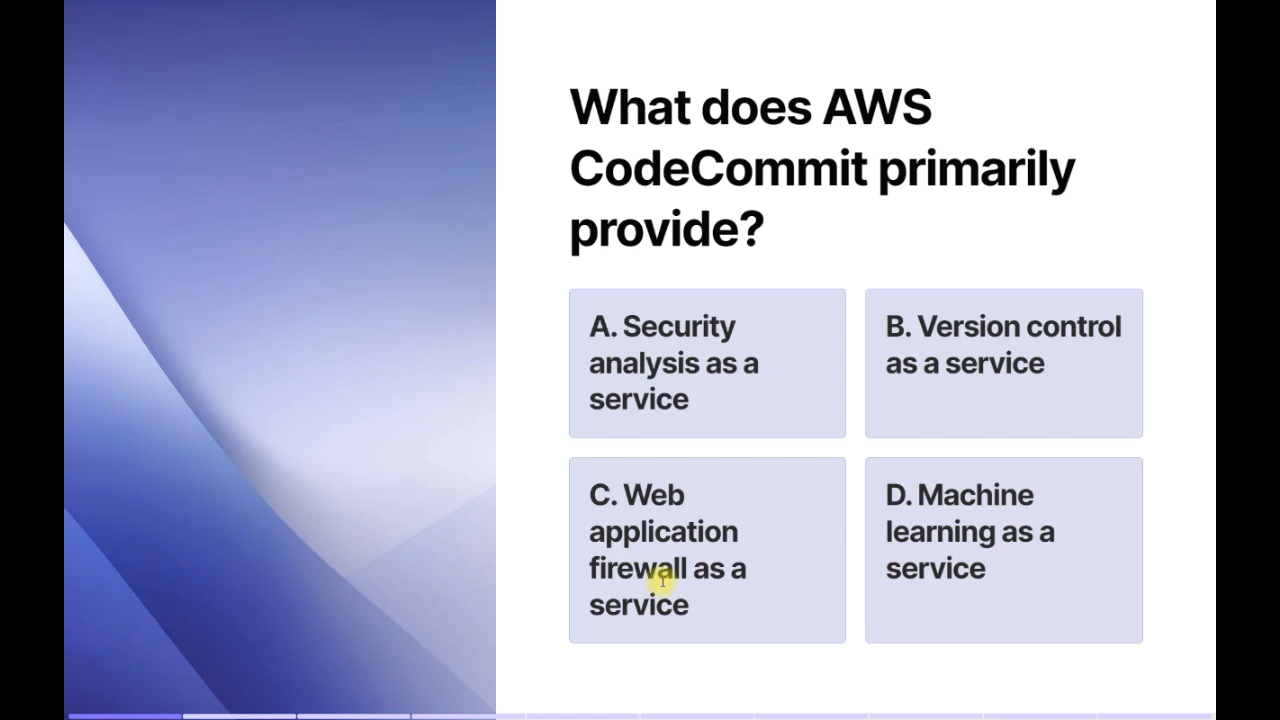 What does AWS
CodeCommit primarily
provide?
A. Security
analysis as a
service
B. Version control
as a service
C. Web
application
firewall as a
service
D. Machine
learning as a
service